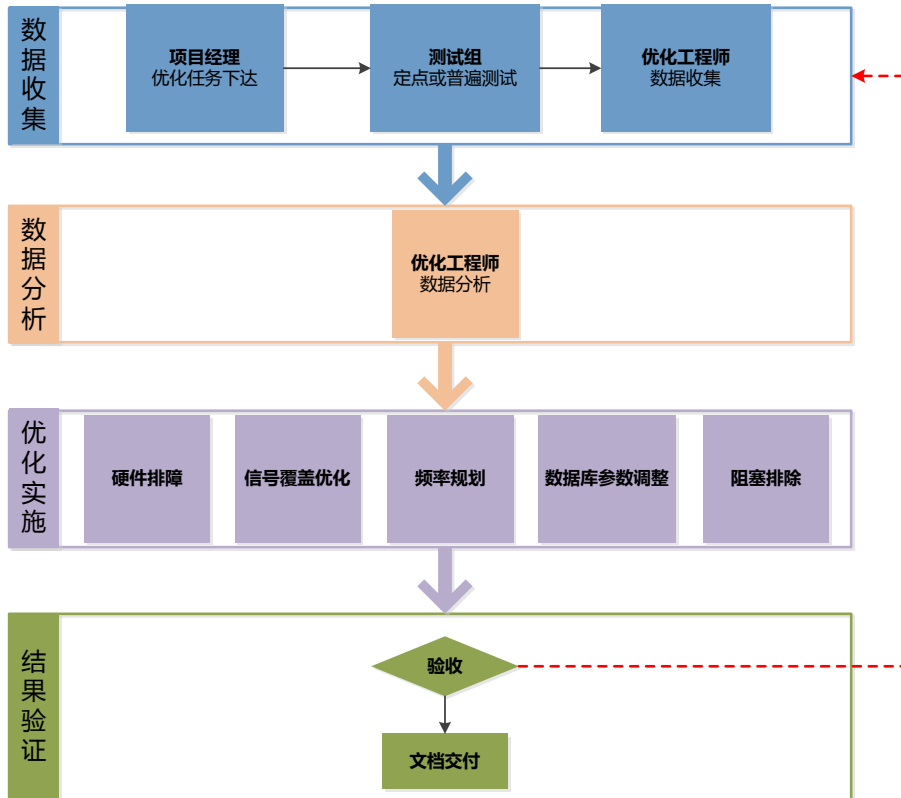 数据收集
项目经理
优化任务下达
测试组
定点或普遍测试
优化工程师
数据收集
数据分析
优化工程师
数据分析
优化实施
硬件排障
信号覆盖优化
频率规划
数据库参数调整
阻塞排除
结果验证
验收
文档交付